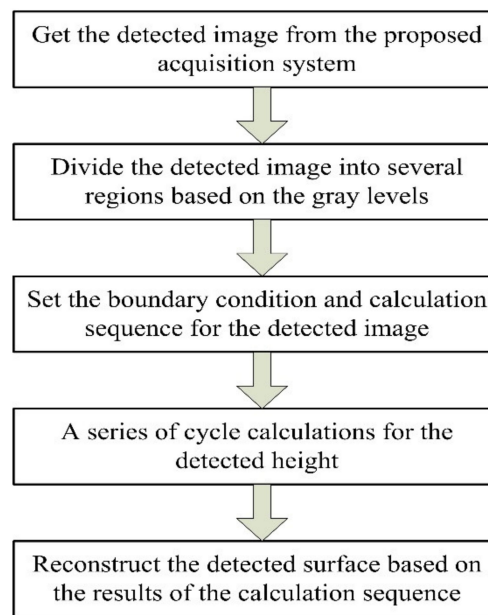 Get the detected image from the proposed
acquisition system
Divide the detected image into several
regions based on the gray levels
Set the boundary condition and calculation
sequence for the detected image
A series of cycle calculations for the
detected height
Reconstruct the detected surface based on
the results of the calculation sequence